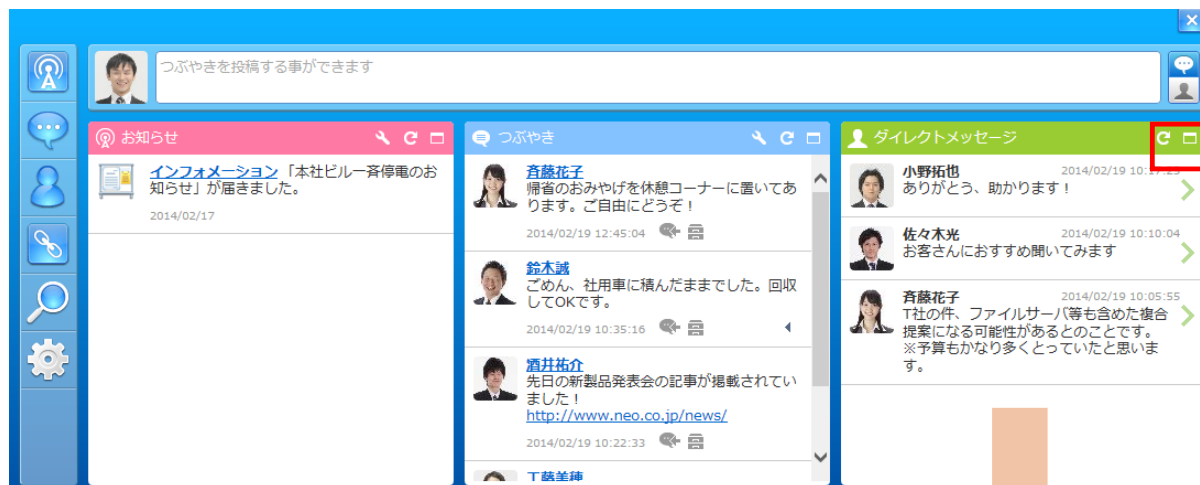 つぶやきを投稿する事ができます
お知らせ
インフォメーション「本社ビル一斉停電のお
知らせ」が届きました。
2014/02/17
つぶやき
斉藤花子
帰省のおみやげを休憩コーナーに置いてあ
ります。ご自由にどうぞ!
2014/02/19 12:45:04
鈴木誠
ごめん、社用車に積んだままでした。回収
してOKです。
2014/02/19 10:35:16
酒井祐介
先日の新製品発表会の記事が掲載されてい
ました!
http://www.neo.co.jp/news/
2014/02/19 10:22:33
工藤美穂
ダイレクトメッセージ
小野拓也 2014/02/19 10:17:29
ありがとう、助かります!
佐々木光 2014/02/19 10:10:04
お客さんにおすすめ聞いてみます
斉藤花子 2014/02/19 10:05:55
T社の件、ファイルサーバ等も含めた複合
提案になる可能性があるとのことです。
※予算もかなり多くとっていたと思いま
す。